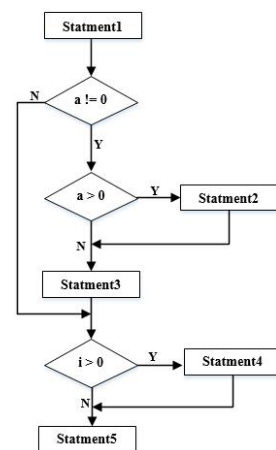 Statment1
N
a != 0
Y
a > 0
Y
Statment2
N
Statment3
i > 0
Y
Statment4
N
Statment5